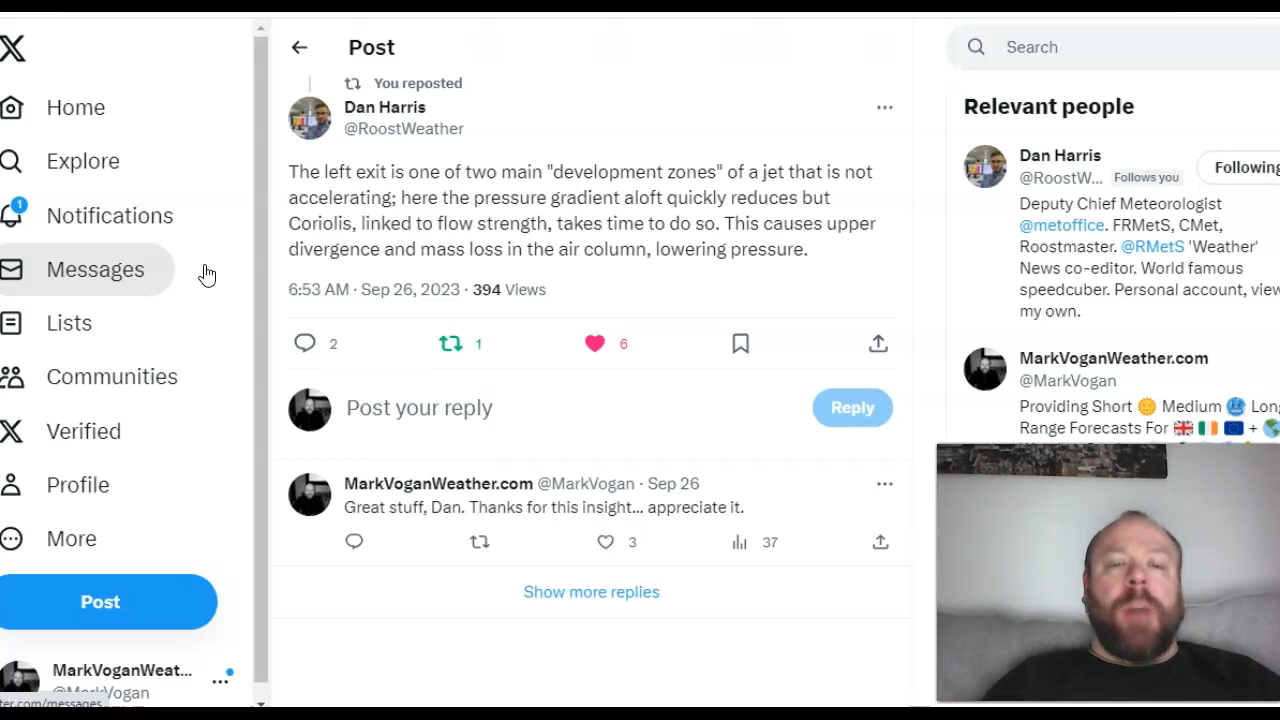 Home
Explore
1
Notifications
Messages
Lists
Communities
Verified
Profile
More
Post
MarkVoganWeat...
@MarkVogan
ter.com/messages
Post
You reposted
Dan Harris
@RoostWeather
The left exit is one of two main "development zones" of a jet that is not
accelerating; here the pressure gradient aloft quickly reduces but
Coriolis, linked to flow strength, takes time to do so. This causes upper
divergence and mass loss in the air column, lowering pressure.
6:53 AM · Sep 26, 2023 · 394 Views
2 1 6
Post your reply
Reply
MarkVoganWeather.com @MarkVogan · Sep 26
Great stuff, Dan. Thanks for this insight... appreciate it.
3 37
Show more replies
Search
Relevant people
Dan Harris
@RoostW... Follows you
Following
Deputy Chief Meteorologist
@metoffice. FRMetS, CMet,
Roostmaster. @RMetS 'Weather'
News co-editor. World famous
speedcuber. Personal account, view
my own.
MarkVoganWeather.com
@MarkVogan
Providing Short 🌞 Medium 🥶 Lon
Range Forecasts For 🇬🇧 🇮🇪 🇪🇺 + 🌎